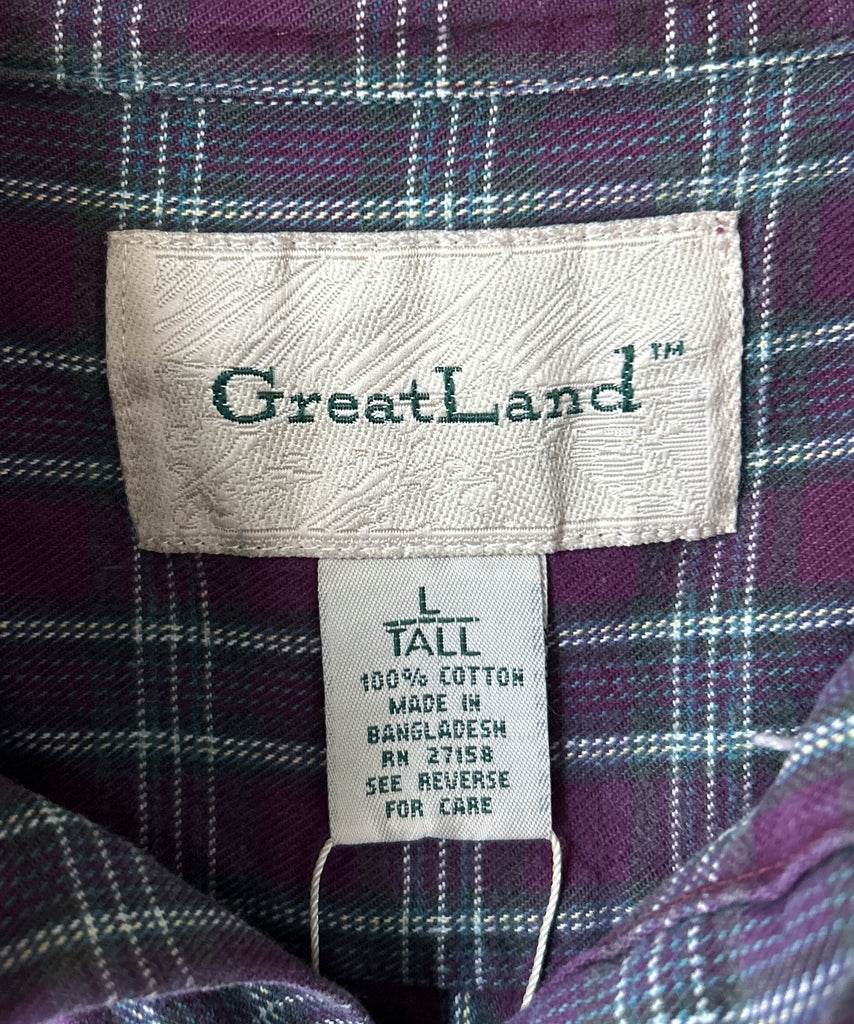 GreatLand™
L
TALL
100% COTTON
MADE IN
BANGLADESH
RN 27158
SEE REVERSE
FOR CARE